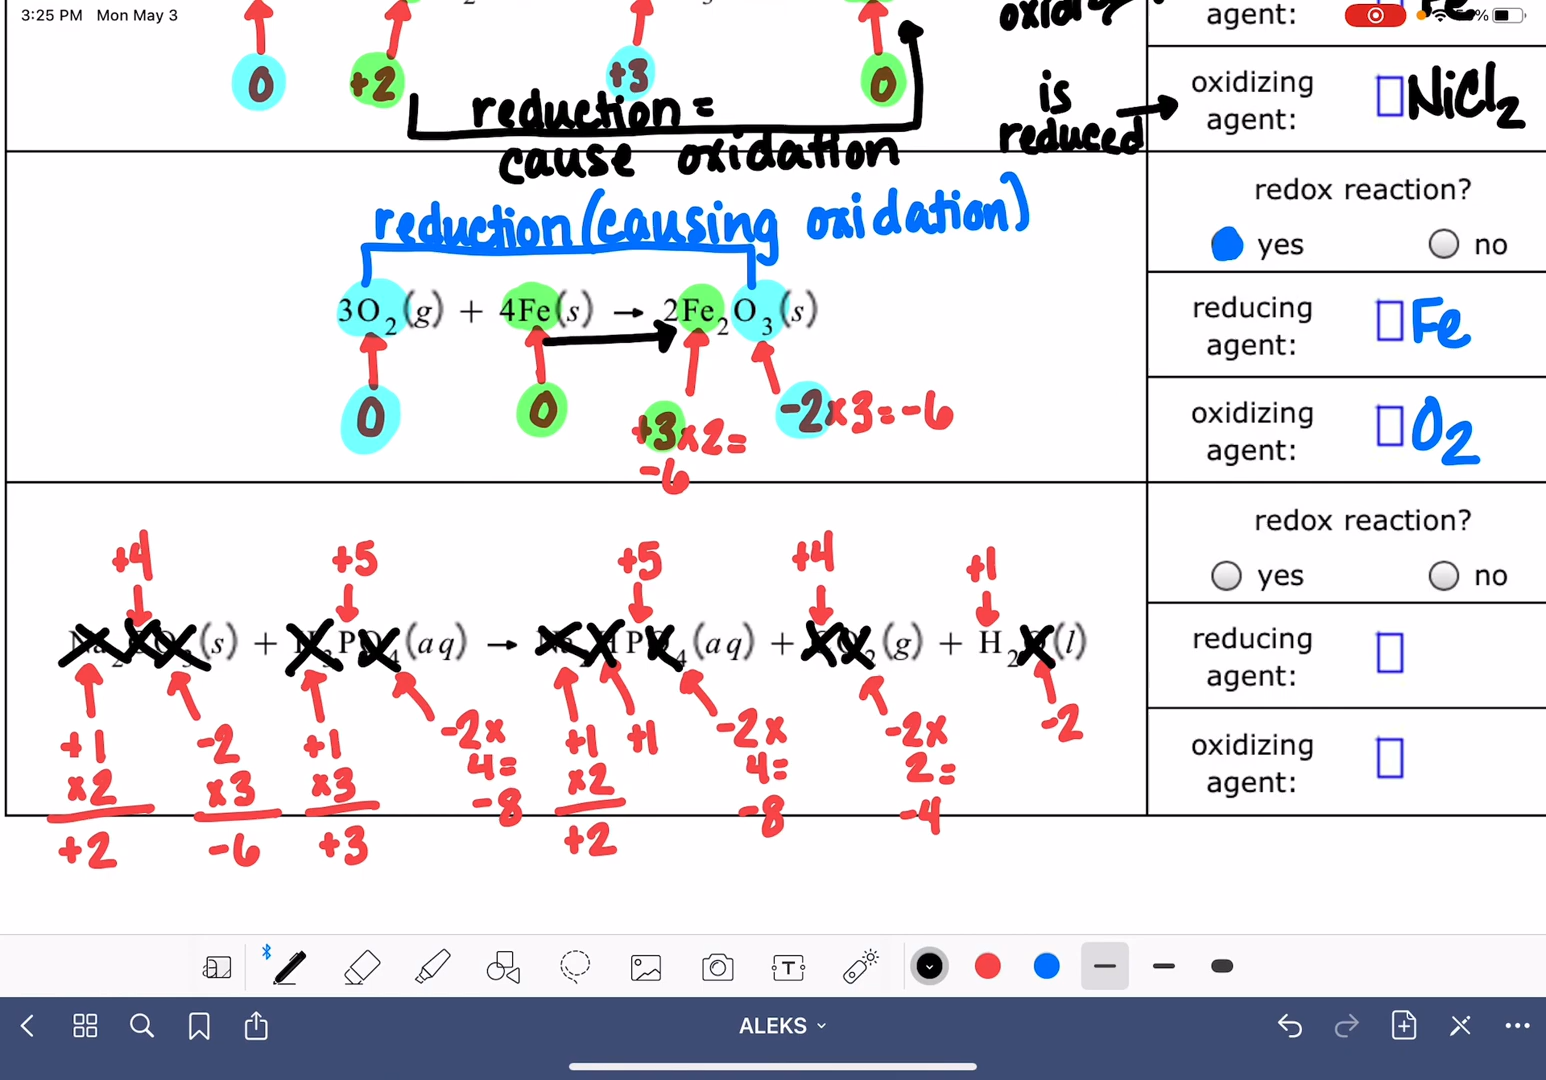 3:25 PM Mon May 3
agent:
Fe
0 +2 +3 0
reduction =
cause oxidation
is
reduced
oxidizing
agent:
NiCl2
reduction (causing oxidation)
3O2(g) + 4Fe(s) → 2Fe2O3(s)
0 0 +3x2= -2x3=-6
-6
redox reaction?
yes no
reducing
agent:
Fe
oxidizing
agent:
O2
+4 +5 +5 +4 +1
(s) + PO4(aq) → PO4(aq) + (g) + H2O(l)
+1 -2 +1 -2x +1 +1 -2x -2x -2
x2 x3 x3 4= x2 4= 2=
-8 -8 -4
+2 -6 +3 +2
redox reaction?
yes no
reducing
agent:
oxidizing
agent:
T
ALEKS